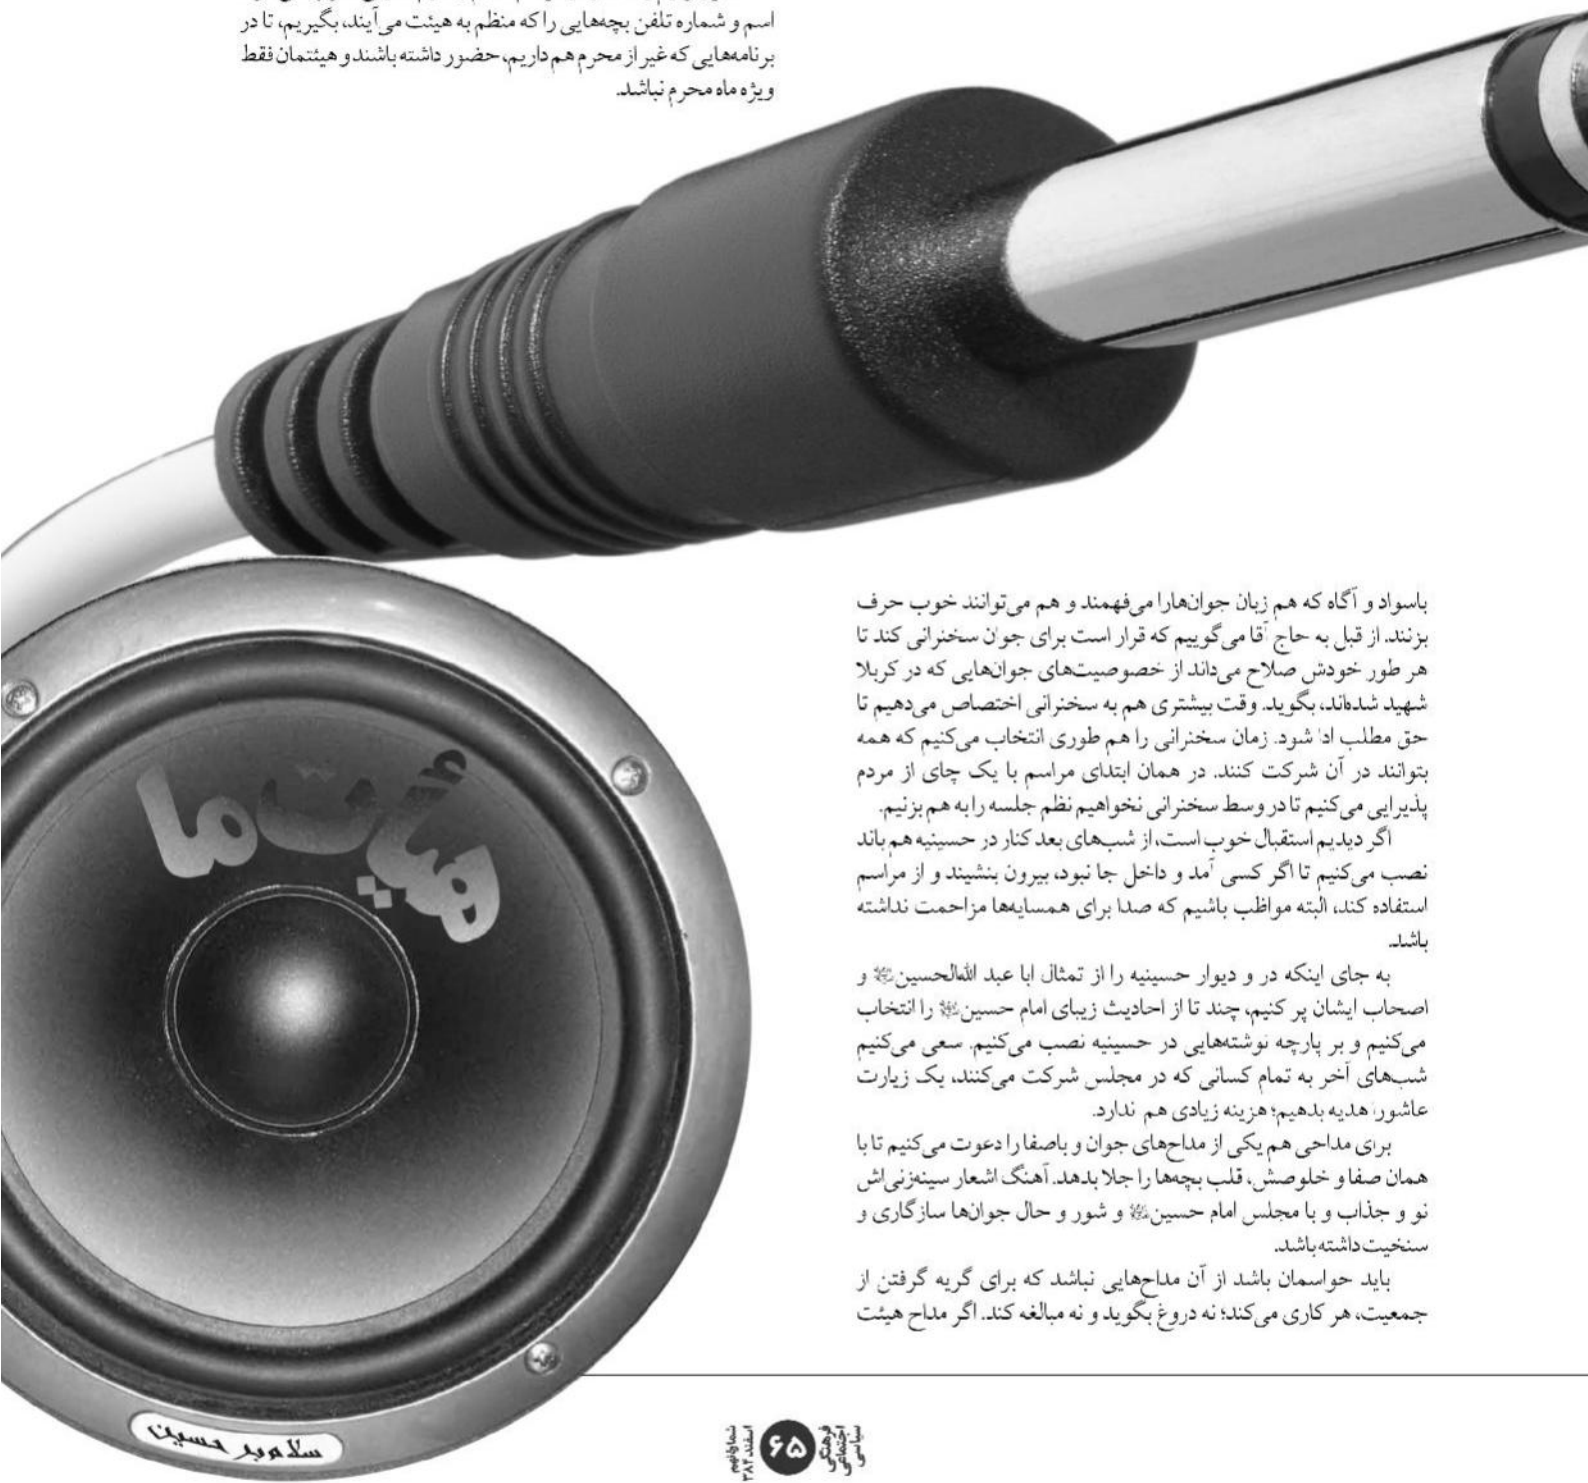 اسم و شماره تلفن بچه‌هایی را که منظم به هیئت می‌آیند، بگیریم، تا در
برنامه‌هایی که غیر از محرم هم داریم، حضور داشته باشند و هیئتمان فقط
ویژه ماه محرم نباشد.
باسواد و آگاه که هم زبان جوان‌هارا می‌فهمند و هم می‌توانند خوب حرف
بزنند. از قبل به حاج آقا می‌گوییم که قرار است برای جوان سخنرانی کند تا
هر طور خودش صلاح می‌داند از خصوصیت‌های جوان‌هایی که در کربلا
شهید شده‌اند، بگوید. وقت بیشتری هم به سخنرانی اختصاص می‌دهیم تا
حق مطلب ادا شود. زمان سخنرانی را هم طوری انتخاب می‌کنیم که همه
بتوانند در آن شرکت کنند. در همان ابتدای مراسم با یک چای از مردم
پذیرایی می‌کنیم تا در وسط سخنرانی نخواهیم نظم جلسه را به هم بزنیم.
اگر دیدیم استقبال خوب است، از شب‌های بعد کنار در حسینیه هم باند
نصب می‌کنیم تا اگر کسی آمد و داخل جا نبود، بیرون بنشیند و از مراسم
استفاده کند، البته مواظب باشیم که صدا برای همسایه‌ها مزاحمت نداشته
باشد.
به جای اینکه در و دیوار حسینیه را از تمثال ابا عبد الله‌الحسین و
اصحاب ایشان پر کنیم، چند تا از احادیث زیبای امام حسین را انتخاب
می‌کنیم و بر پارچه نوشته‌هایی در حسینیه نصب می‌کنیم. سعی می‌کنیم
شب‌های آخر به تمام کسانی که در مجلس شرکت می‌کنند، یک زیارت
عاشورا هدیه بدهیم؛ هزینه زیادی هم ندارد.
برای مداحی هم یکی از مداح‌های جوان و باصفا را دعوت می‌کنیم تا با
همان صفا و خلوصش، قلب بچه‌ها را جلا بدهد. آهنگ اشعار سینه‌زنی‌اش
نو و جذاب و با مجلس امام حسین و شور و حال جوان‌ها سازگاری و
سنخیت داشته باشد.
باید حواسمان باشد از آن مداح‌هایی نباشد که برای گریه گرفتن از
جمعیت، هر کاری می‌کند؛ نه دروغ بگوید و نه مبالغه کند. اگر مداح هیئت
هیأت ما
سلام بر حسین
فرهنگی
اجتماعی
سیاسی
۶۵
شماره نهم
اسفند ۳۸۴